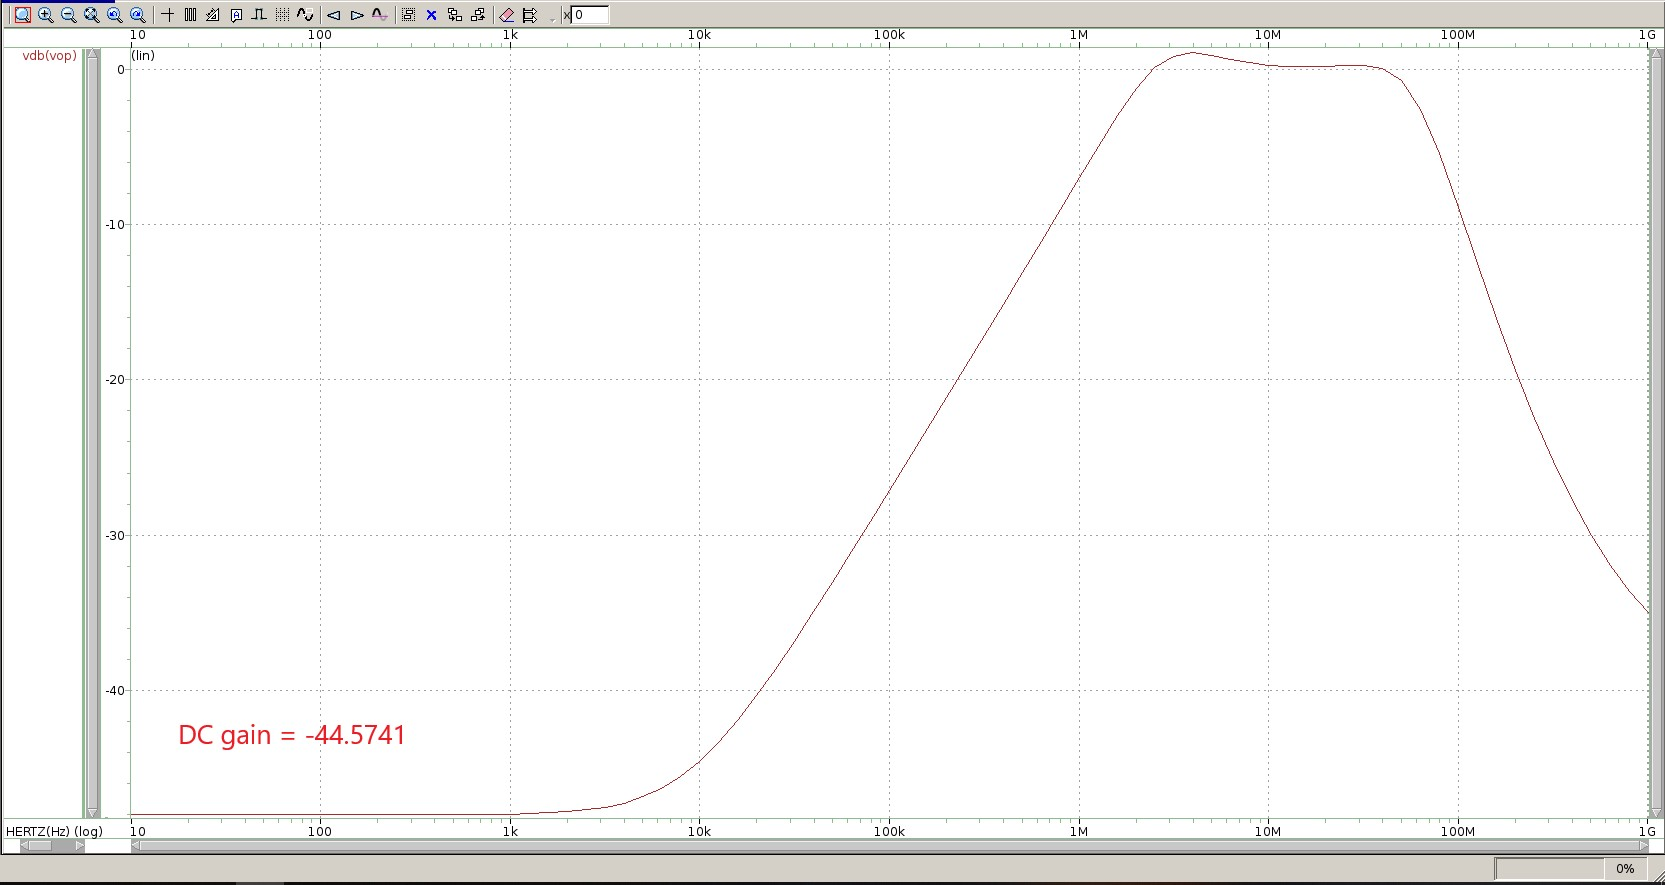 x 0
10 100 1k 10k 100k 1M 10M 100M 1G
vdb(vop) (lin)
0
-10
-20
-30
-40
DC gain = -44.5741
HERTZ(Hz) (log) 10 100 1k 10k 100k 1M 10M 100M 1G
0%